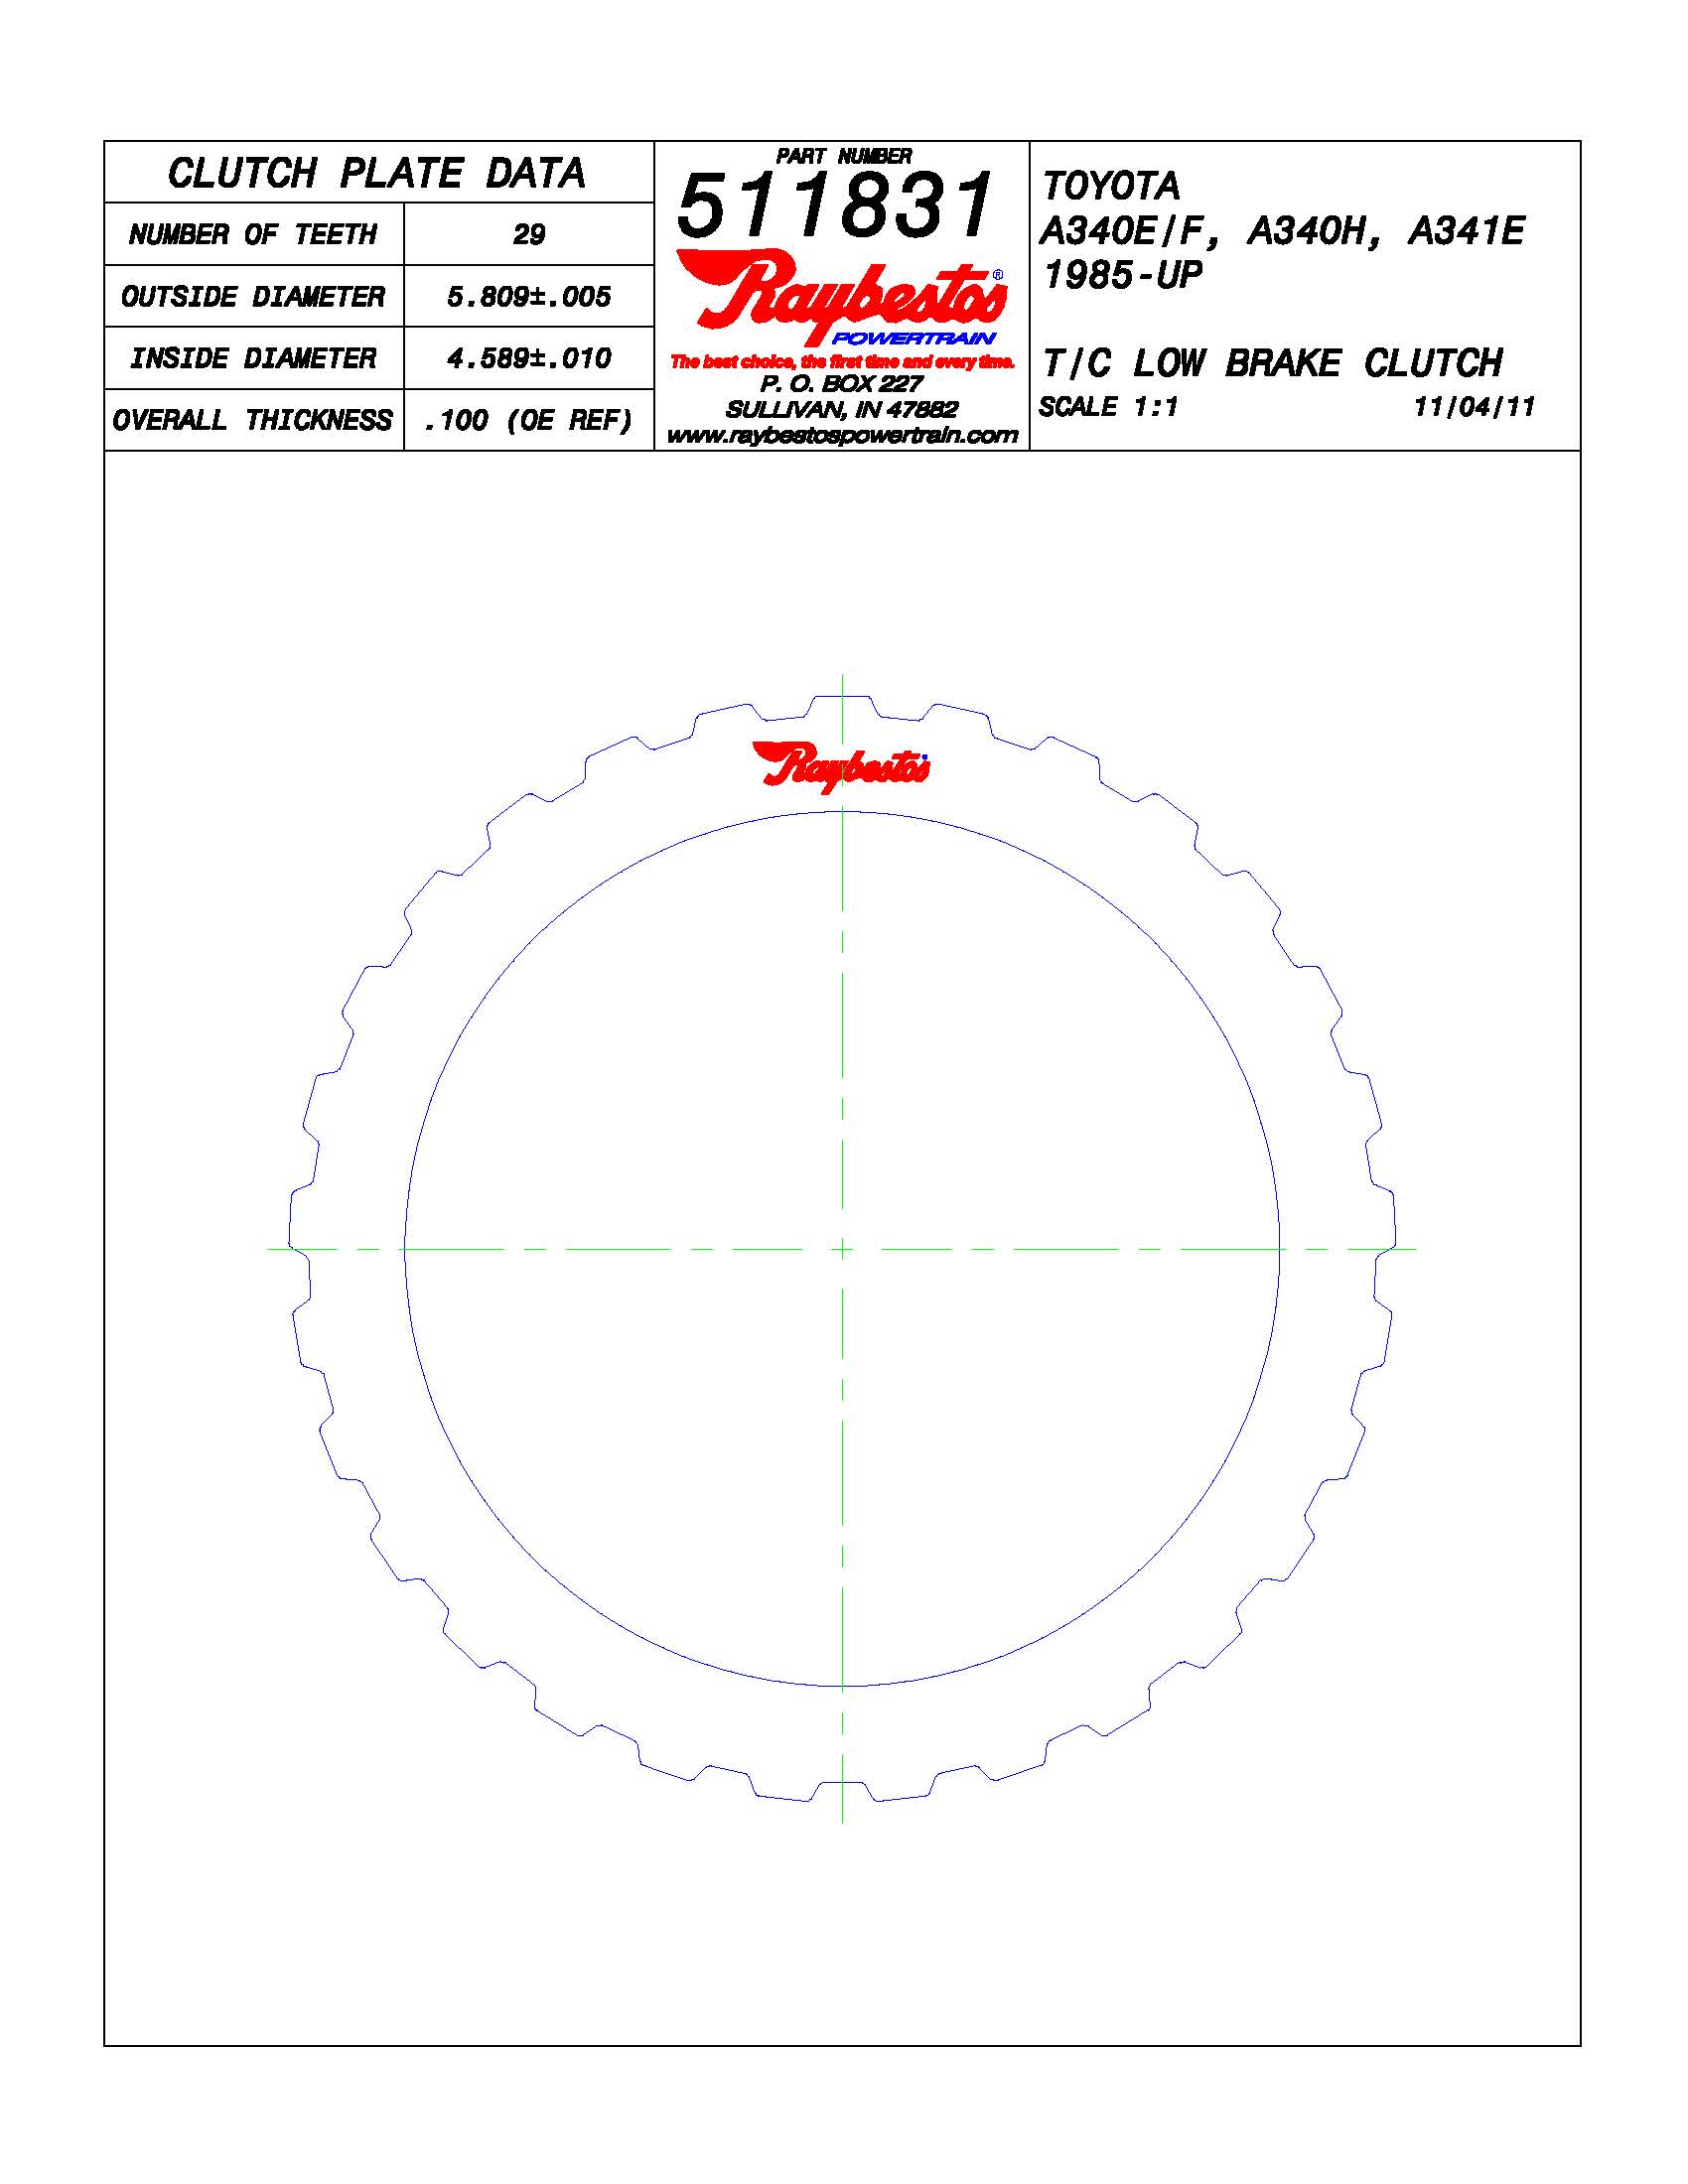 CLUTCH PLATE DATA
NUMBER OF TEETH 29
OUTSIDE DIAMETER 5.809±.005
INSIDE DIAMETER 4.589±.010
OVERALL THICKNESS .100 (OE REF)
PART NUMBER
511831
Raybestos®
POWERTRAIN
The best choice, the first time and every time.
P. O. BOX 227
SULLIVAN, IN 47882
www.raybestospowertrain.com
TOYOTA
A340E/F, A340H, A341E
1985-UP
T/C LOW BRAKE CLUTCH
SCALE 1:1 11/04/11
Raybestos